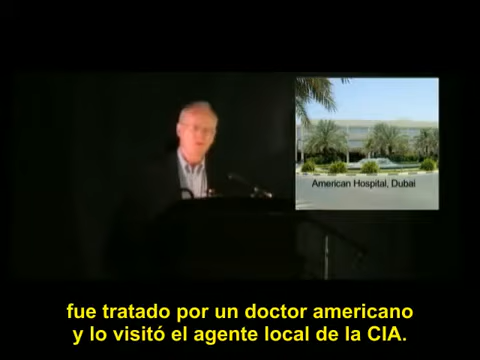 American Hospital, Dubai
fue tratado por un doctor americano
y lo visitó el agente local de la CIA.